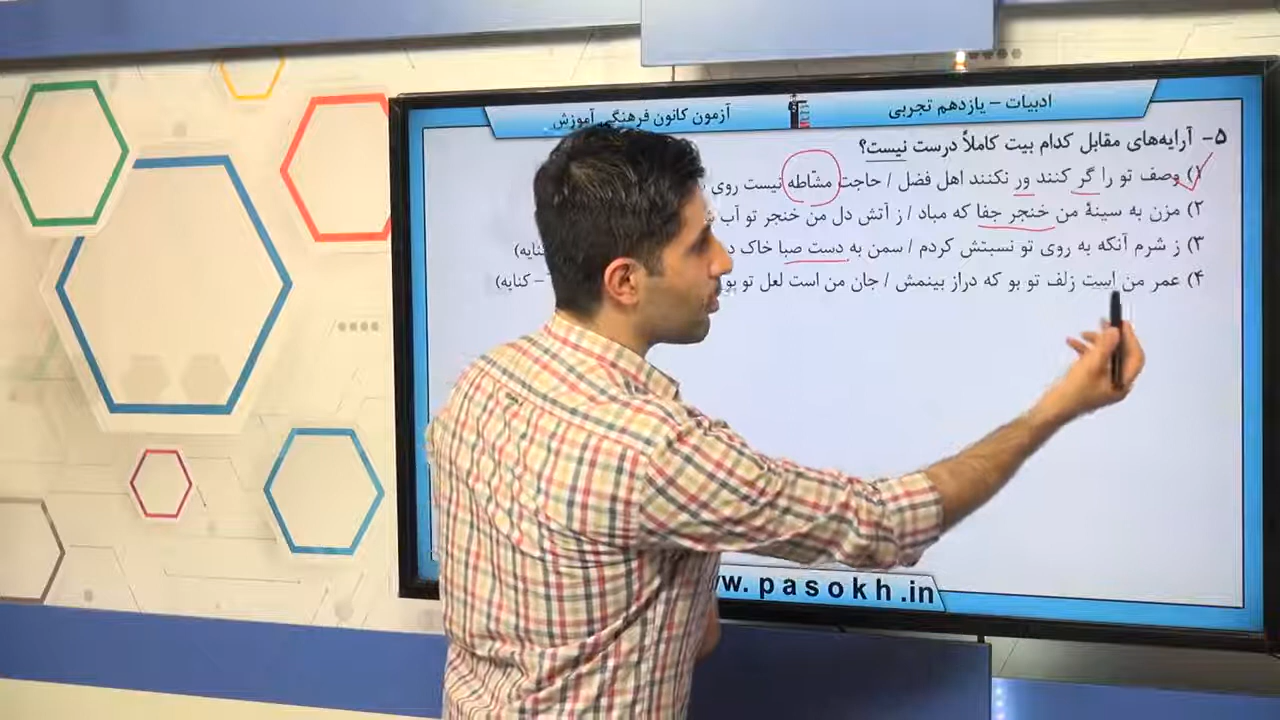 ادبیات - یازدهم تجربی
آزمون کانون فرهنگی آموزش
۵- آرایه‌های مقابل کدام بیت کاملاً درست نیست؟
۱) وصف تو را گر کنند ور نکنند اهل فضل / حاجت مشّاطه نیست روی
۲) مزن به سینهٔ من خنجر جفا که مباد / ز آتش دل من خنجر تو آب
۳) ز شرم آنکه به روی تو نسبتش کردم / سمن به دست صبا خاک
۴) عمر من است زلف تو بو که دراز بینمش / جان من است لعل تو – کنایه)
www.pasokh.in